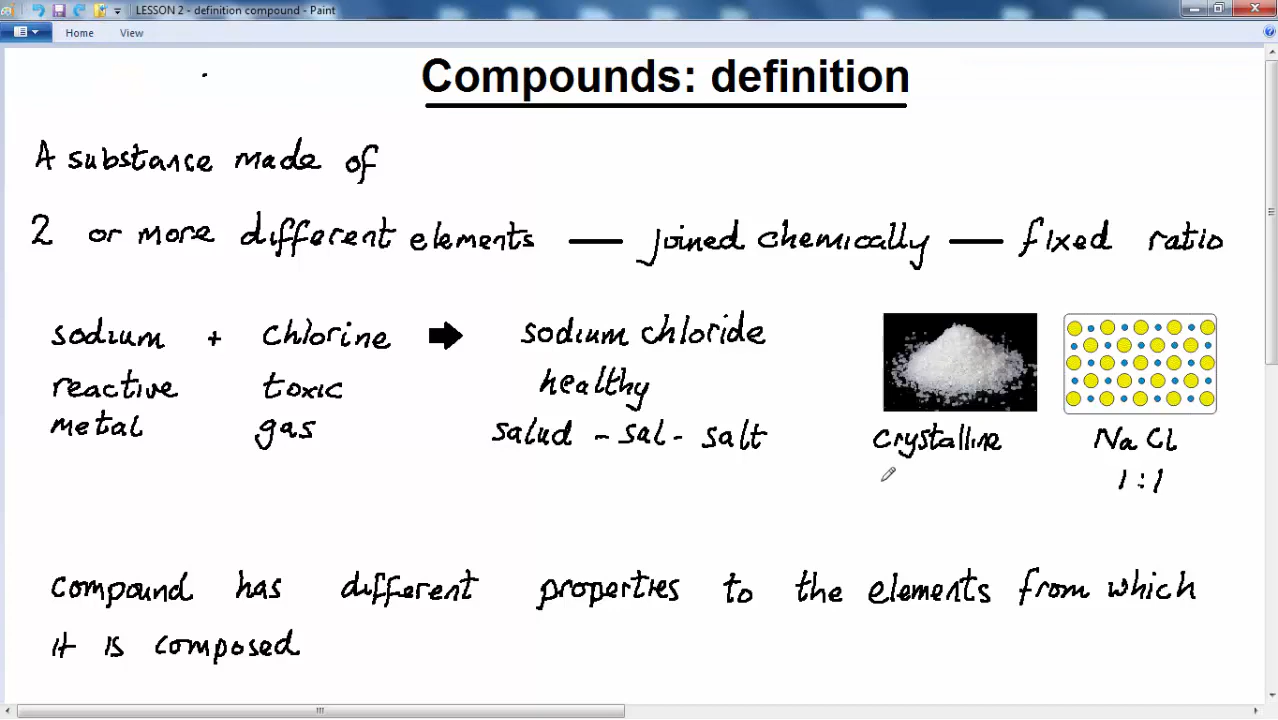 LESSON 2 - definition compound - Paint
Home View
Compounds: definition
A substance made of
2 or more different elements — joined chemically — fixed ratio
sodium + chlorine ➡ sodium chloride
reactive toxic healthy
metal gas salud - sal - salt
crystalline NaCl
1:1
compound has different properties to the elements from which
it is composed